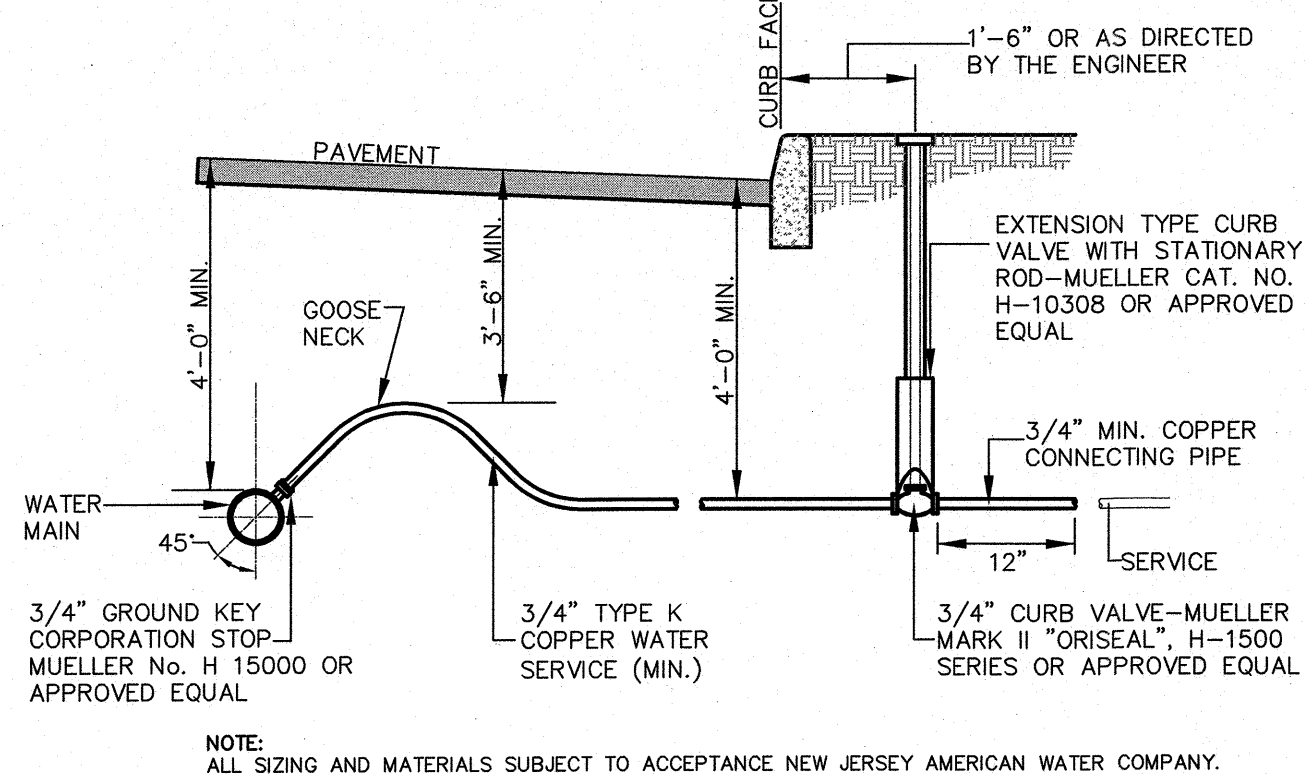 CURB FACE
1'-6" OR AS DIRECTED
BY THE ENGINEER
PAVEMENT
4'-0" MIN.
GOOSE
NECK
3'-6" MIN.
4'-0" MIN.
EXTENSION TYPE CURB
VALVE WITH STATIONARY
ROD-MUELLER CAT. NO.
H-10308 OR APPROVED
EQUAL
3/4" MIN. COPPER
CONNECTING PIPE
WATER
MAIN
45°
12"
SERVICE
3/4" GROUND KEY
CORPORATION STOP
MUELLER No. H 15000 OR
APPROVED EQUAL
3/4" TYPE K
COPPER WATER
SERVICE (MIN.)
3/4" CURB VALVE-MUELLER
MARK II "ORISEAL", H-1500
SERIES OR APPROVED EQUAL
NOTE:
ALL SIZING AND MATERIALS SUBJECT TO ACCEPTANCE NEW JERSEY AMERICAN WATER COMPANY.